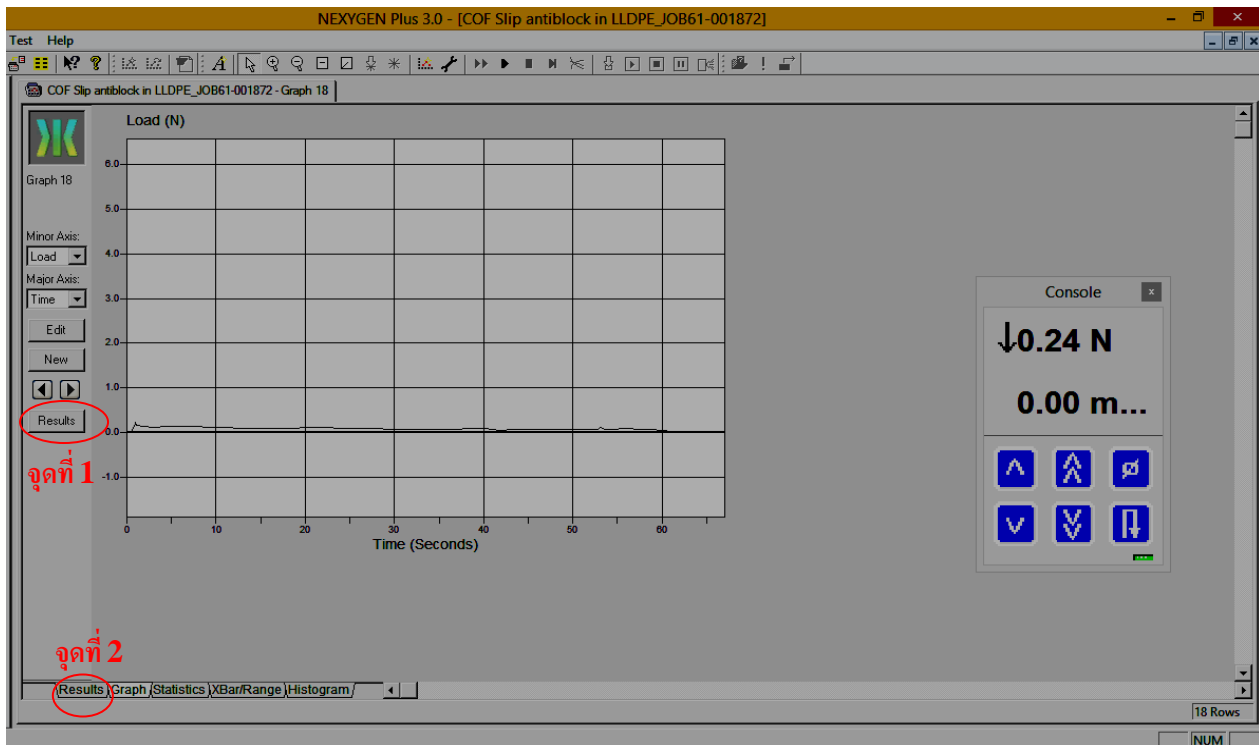 NEXYGEN Plus 3.0 - [COF Slip antiblock in LLDPE_JOB61-001872]
Test Help
COF Slip antiblock in LLDPE_JOB61-001872 - Graph 18
Load (N)
Graph 18
Minor Axis:
Load
Major Axis:
Time
Edit
New
Results
จุดที่ 1
6.0
5.0
4.0
3.0
2.0
1.0
0.0
-1.0
0 10 20 30 40 50 60
Time (Seconds)
Console
↓0.24 N
0.00 m...
จุดที่ 2
Results Graph Statistics XBar/Range Histogram
18 Rows
NUM